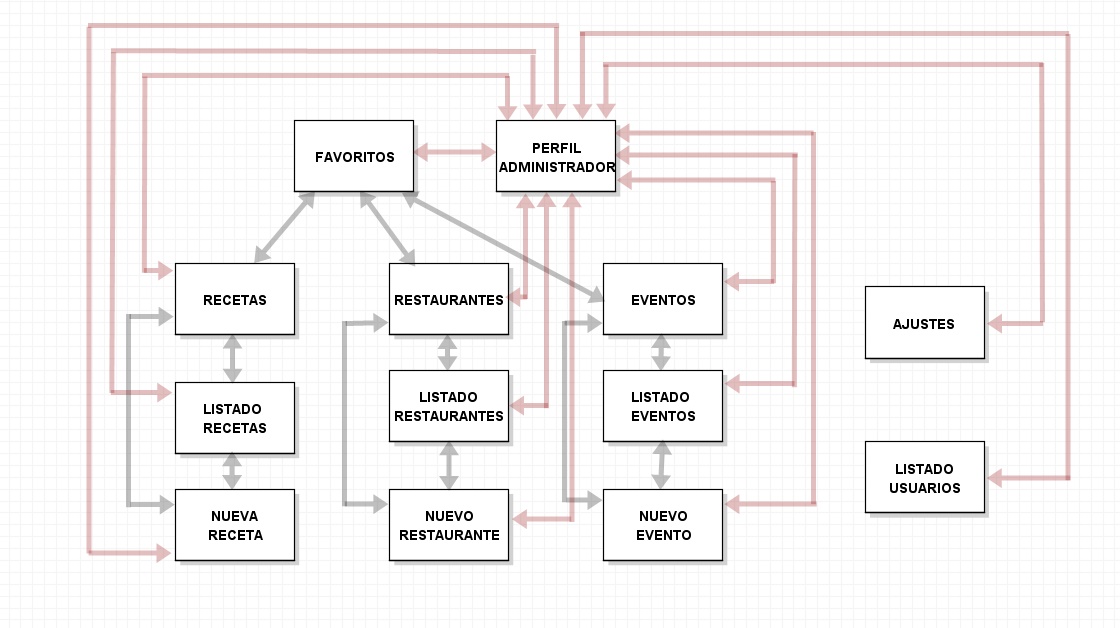 FAVORITOS
PERFIL
ADMINISTRADOR
RECETAS
RESTAURANTES
EVENTOS
AJUSTES
LISTADO
RECETAS
LISTADO
RESTAURANTES
LISTADO
EVENTOS
LISTADO
USUARIOS
NUEVA
RECETA
NUEVO
RESTAURANTE
NUEVO
EVENTO